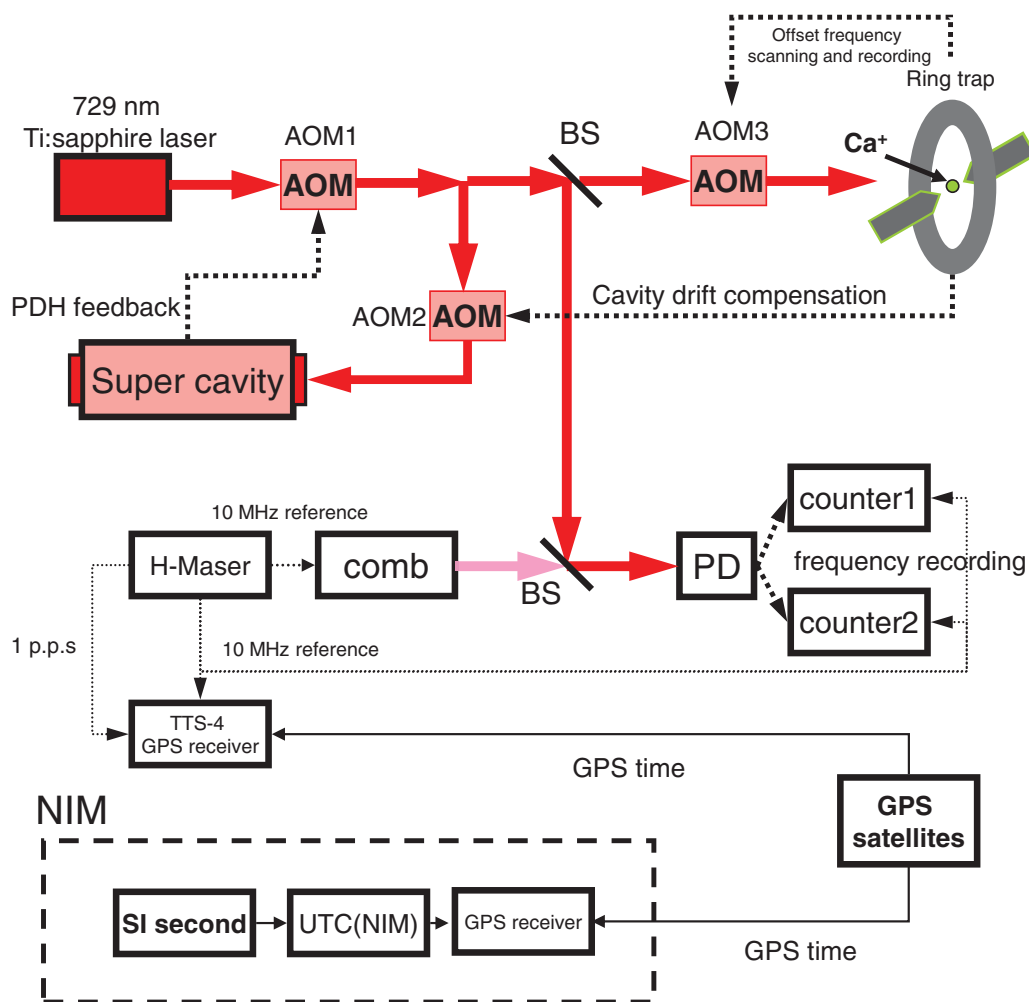 Offset frequency
scanning and recording
Ring trap
729 nm
Ti:sapphire laser
AOM1
BS
AOM3
Ca⁺
AOM
AOM
PDH feedback
AOM2
AOM
Cavity drift compensation
Super cavity
10 MHz reference
H-Maser
comb
BS
PD
counter1
frequency recording
counter2
1 p.p.s
10 MHz reference
TTS-4
GPS receiver
GPS time
GPS
satellites
NIM
SI second
UTC(NIM)
GPS receiver
GPS time